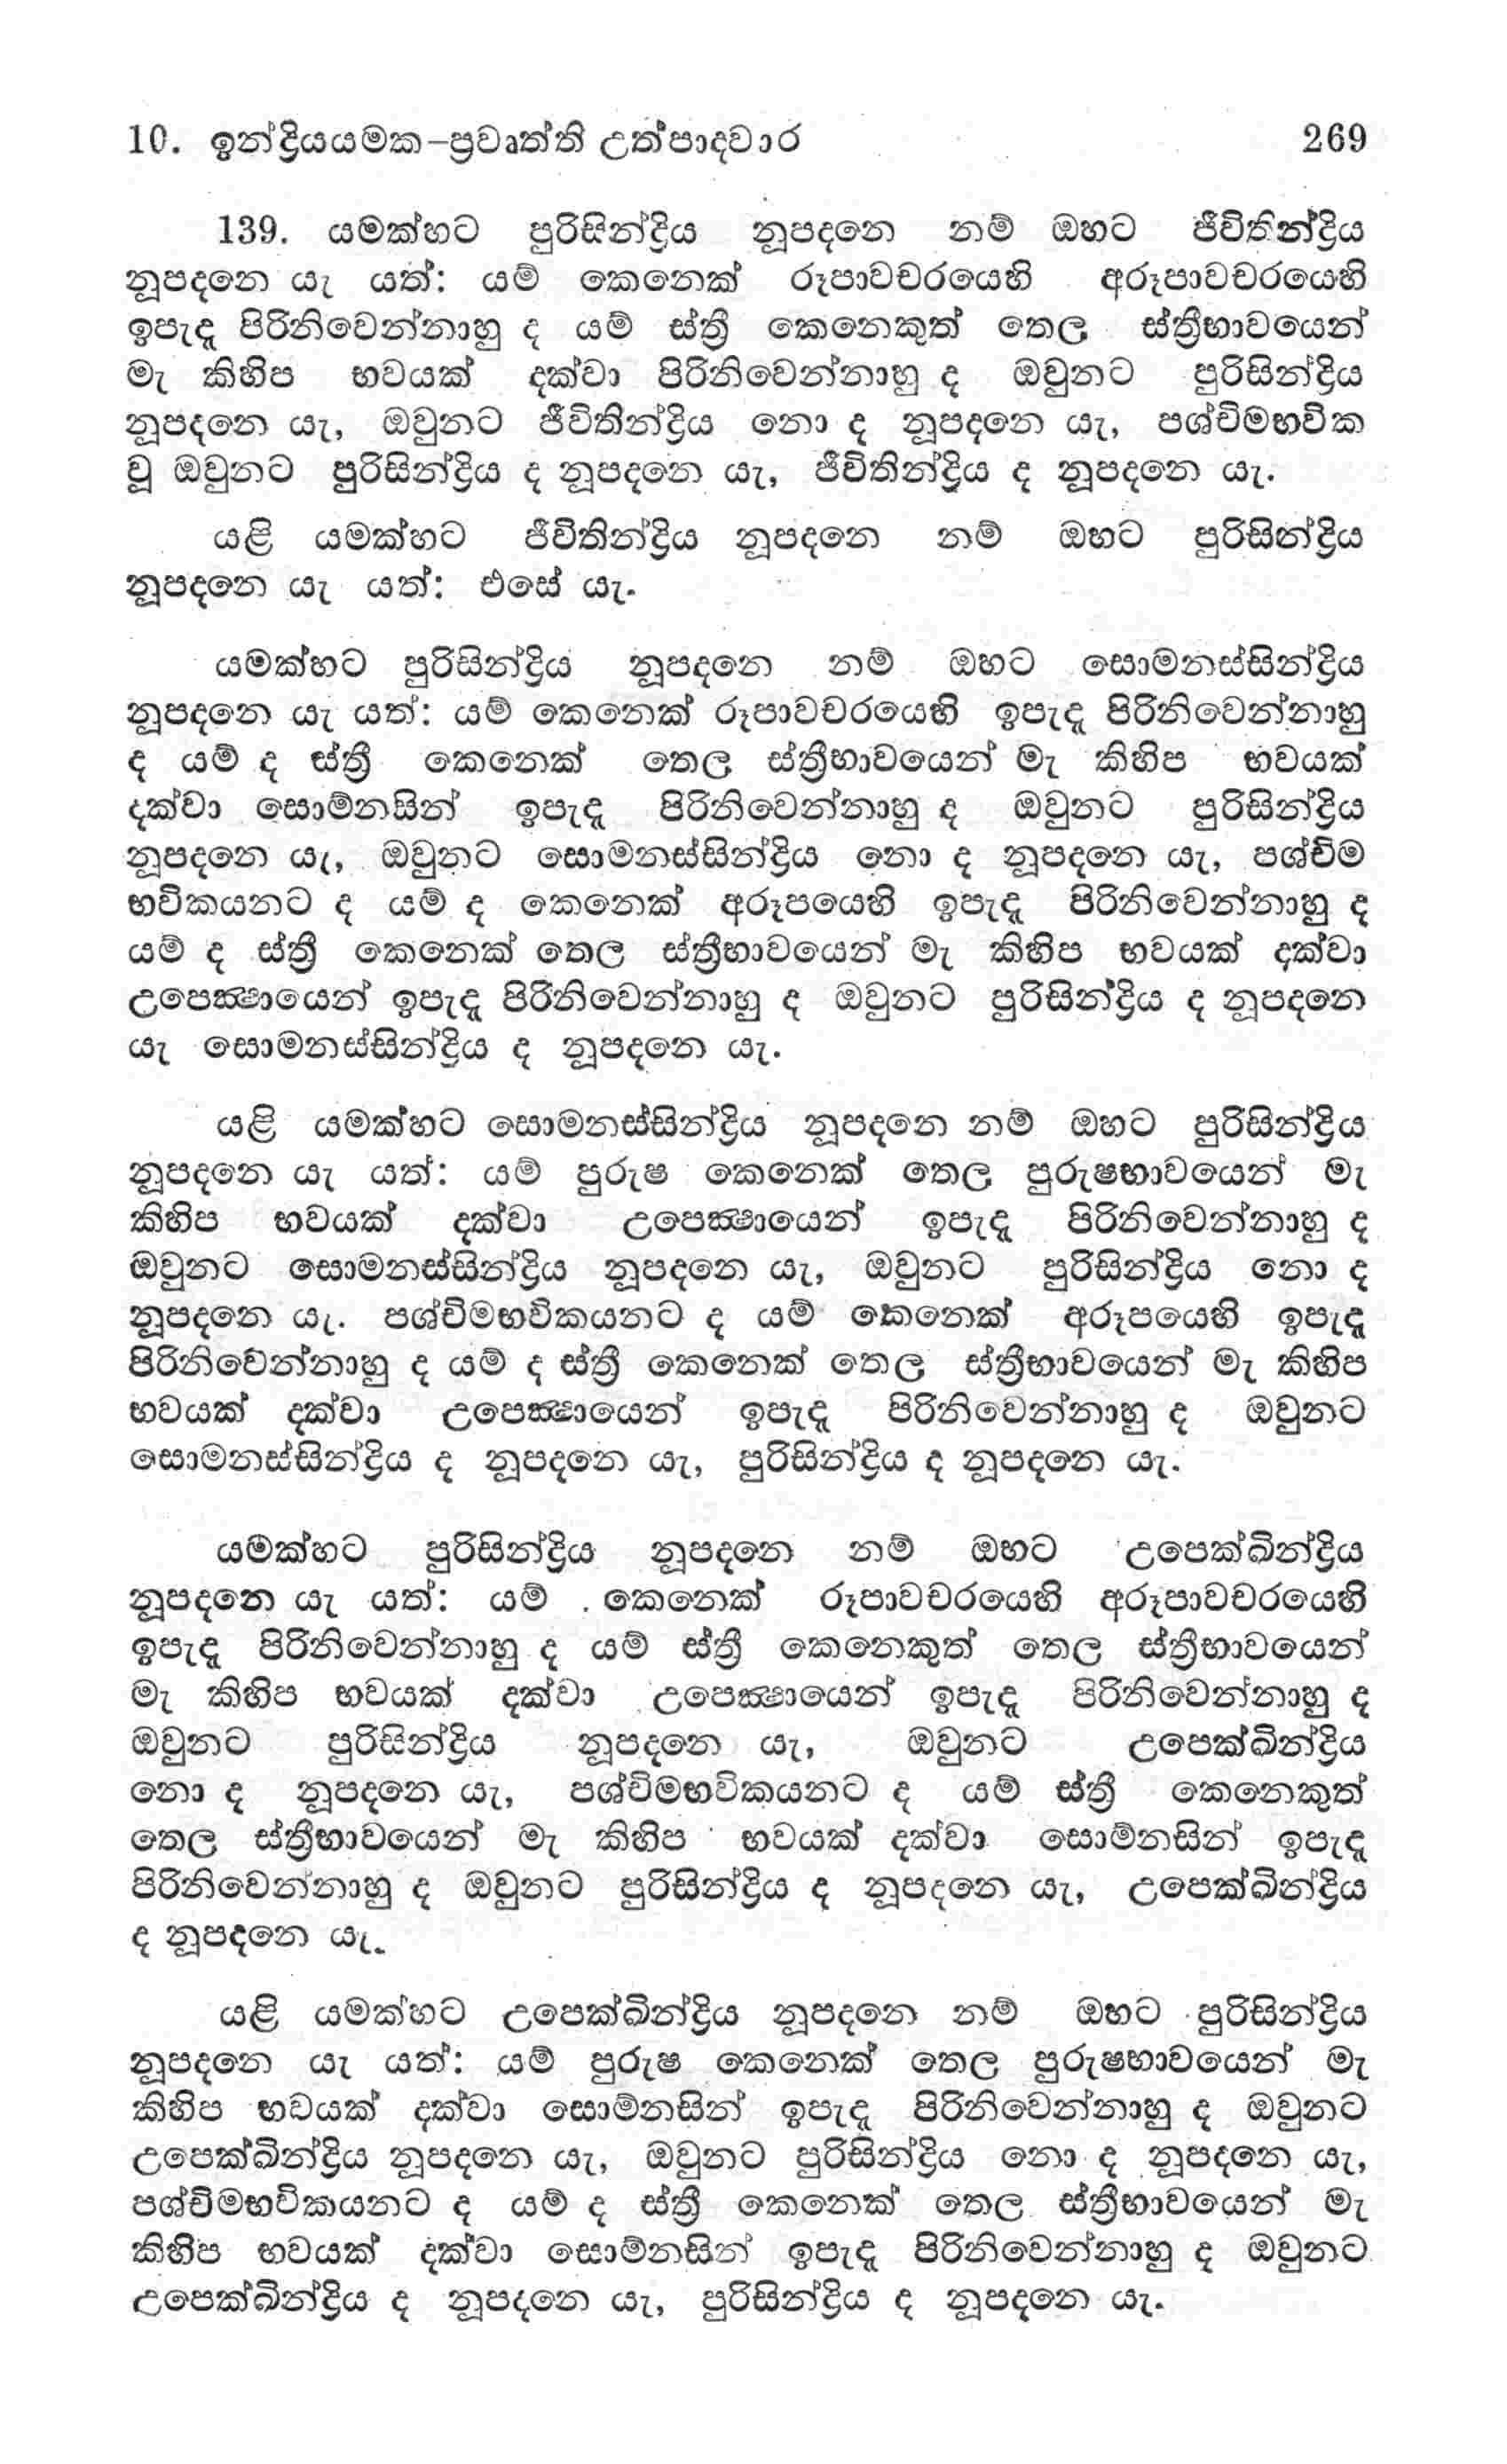 10. ඉන්ද්‍රියයමක–ප්‍රවෘත්ති උත්පාදවාර 269
139. යමක්හට පුරිසින්ද්‍රිය නූපදනෙ නම් ඔහට ජීවිතින්ද්‍රිය
නූපදනෙ යැ යත්: යම් කෙනෙක් රූපාවචරයෙහි අරූපාවචරයෙහි
ඉපැදැ පිරිනිවෙන්නාහු ද යම් ස්ත්‍රී කෙනෙකුත් තෙල ස්ත්‍රීභාවයෙන්
මැ කිහිප භවයක් දක්වා පිරිනිවෙන්නාහු ද ඔවුනට පුරිසින්ද්‍රිය
නූපදනෙ යැ, ඔවුනට ජීවිතින්ද්‍රිය නො ද නූපදනෙ යැ, පශ්චිමභවික
වූ ඔවුනට පුරිසින්ද්‍රිය ද නූපදනෙ යැ, ජීවිතින්ද්‍රිය ද නූපදනෙ යැ.
යළි යමක්හට ජීවිතින්ද්‍රිය නූපදනෙ නම් ඔහට පුරිසින්ද්‍රිය
නූපදනෙ යැ යත්: එසේ යැ.
යමක්හට පුරිසින්ද්‍රිය නූපදනෙ නම් ඔහට සොමනස්සින්ද්‍රිය
නූපදනෙ යැ යත්: යම් කෙනෙක් රූපාවචරයෙහි ඉපැදැ පිරිනිවෙන්නාහු
ද යම් ද ස්ත්‍රී කෙනෙක් තෙල ස්ත්‍රීභාවයෙන් මැ කිහිප භවයක්
දක්වා සොම්නසින් ඉපැදැ පිරිනිවෙන්නාහු ද ඔවුනට පුරිසින්ද්‍රිය
නූපදනෙ යැ, ඔවුනට සොමනස්සින්ද්‍රිය නො ද නූපදනෙ යැ, පශ්චිම
භවිකයනට ද යම් ද කෙනෙක් අරූපයෙහි ඉපැදැ පිරිනිවෙන්නාහු ද
යම් ද ස්ත්‍රී කෙනෙක් තෙල ස්ත්‍රීභාවයෙන් මැ කිහිප භවයක් දක්වා
උපෙක්‍ෂායෙන් ඉපැදැ පිරිනිවෙන්නාහු ද ඔවුනට පුරිසින්ද්‍රිය ද නූපදනෙ
යැ සොමනස්සින්ද්‍රිය ද නූපදනෙ යැ.
යළි යමක්හට සොමනස්සින්ද්‍රිය නූපදනෙ නම් ඔහට පුරිසින්ද්‍රිය
නූපදනෙ යැ යත්: යම් පුරුෂ කෙනෙක් තෙල පුරුෂභාවයෙන් මැ
කිහිප භවයක් දක්වා උපෙක්‍ෂායෙන් ඉපැදැ පිරිනිවෙන්නාහු ද
ඔවුනට සොමනස්සින්ද්‍රිය නූපදනෙ යැ, ඔවුනට පුරිසින්ද්‍රිය නො ද
නූපදනෙ යැ. පශ්චිමභවිකයනට ද යම් කෙනෙක් අරූපයෙහි ඉපැදැ
පිරිනිවෙන්නාහු ද යම් ද ස්ත්‍රී කෙනෙක් තෙල ස්ත්‍රීභාවයෙන් මැ කිහිප
භවයක් දක්වා උපෙක්‍ෂායෙන් ඉපැදැ පිරිනිවෙන්නාහු ද ඔවුනට
සොමනස්සින්ද්‍රිය ද නූපදනෙ යැ, පුරිසින්ද්‍රිය ද නූපදනෙ යැ.
යමක්හට පුරිසින්ද්‍රිය නූපදනෙ නම් ඔහට උපෙක්ඛින්ද්‍රිය
නූපදනෙ යැ යත්: යම් කෙනෙක් රූපාවචරයෙහි අරූපාවචරයෙහි
ඉපැදැ පිරිනිවෙන්නාහු ද යම් ස්ත්‍රී කෙනෙකුත් තෙල ස්ත්‍රීභාවයෙන්
මැ කිහිප භවයක් දක්වා උපෙක්‍ෂායෙන් ඉපැදැ පිරිනිවෙන්නාහු ද
ඔවුනට පුරිසින්ද්‍රිය නූපදනෙ යැ, ඔවුනට උපෙක්ඛින්ද්‍රිය
නො ද නූපදනෙ යැ, පශ්චිමභවිකයනට ද යම් ස්ත්‍රී කෙනෙකුත්
තෙල ස්ත්‍රීභාවයෙන් මැ කිහිප භවයක් දක්වා සොම්නසින් ඉපැදැ
පිරිනිවෙන්නාහු ද ඔවුනට පුරිසින්ද්‍රිය ද නූපදනෙ යැ, උපෙක්ඛින්ද්‍රිය
ද නූපදනෙ යැ.
යළි යමක්හට උපෙක්ඛින්ද්‍රිය නූපදනෙ නම් ඔහට පුරිසින්ද්‍රිය
නූපදනෙ යැ යත්: යම් පුරුෂ කෙනෙක් තෙල පුරුෂභාවයෙන් මැ
කිහිප භවයක් දක්වා සොම්නසින් ඉපැදැ පිරිනිවෙන්නාහු ද ඔවුනට
උපෙක්ඛින්ද්‍රිය නූපදනෙ යැ, ඔවුනට පුරිසින්ද්‍රිය නො ද නූපදනෙ යැ,
පශ්චිමභවිකයනට ද යම් ද ස්ත්‍රී කෙනෙක් තෙල ස්ත්‍රීභාවයෙන් මැ
කිහිප භවයක් දක්වා සොම්නසින් ඉපැදැ පිරිනිවෙන්නාහු ද ඔවුනට
උපෙක්ඛින්ද්‍රිය ද නූපදනෙ යැ, පුරිසින්ද්‍රිය ද නූපදනෙ යැ.